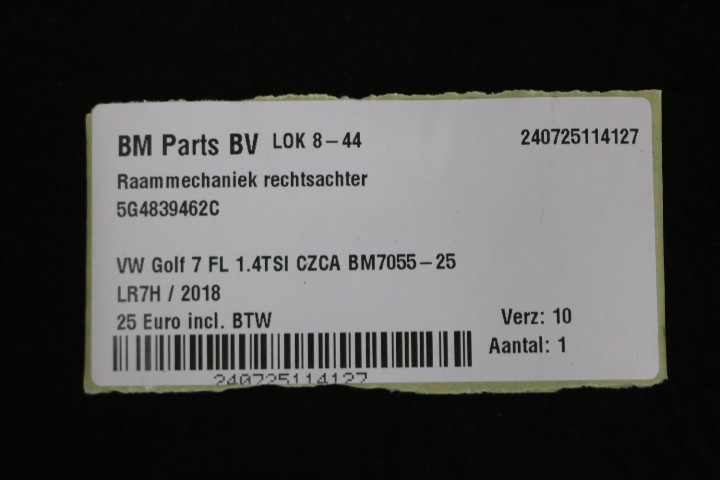 BM Parts BV LOK 8-44 240725114127
Raammechaniek rechtsachter
5G4839462C
VW Golf 7 FL 1.4TSI CZCA BM7055-25
LR7H / 2018
25 Euro incl. BTW Verz: 10
Aantal: 1
240725114127